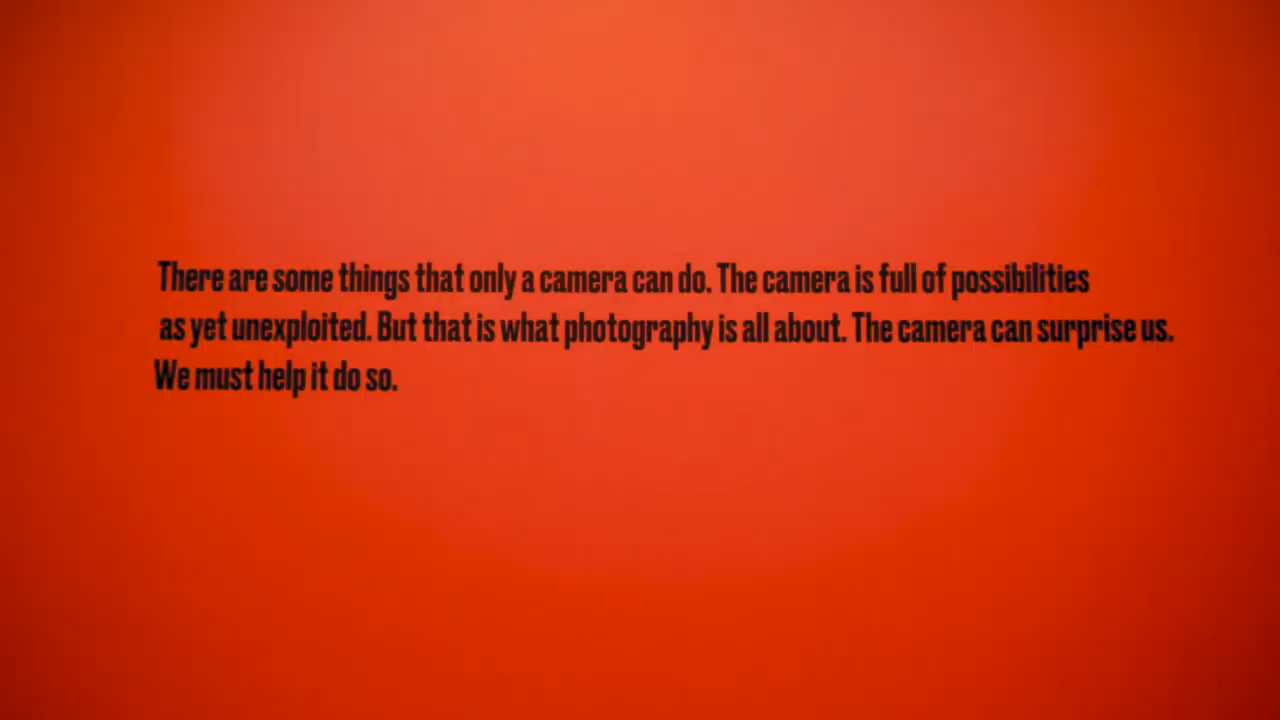 There are some things that only a camera can do. The camera is full of possibilities
as yet unexploited. But that is what photography is all about. The camera can surprise us.
We must help it do so.